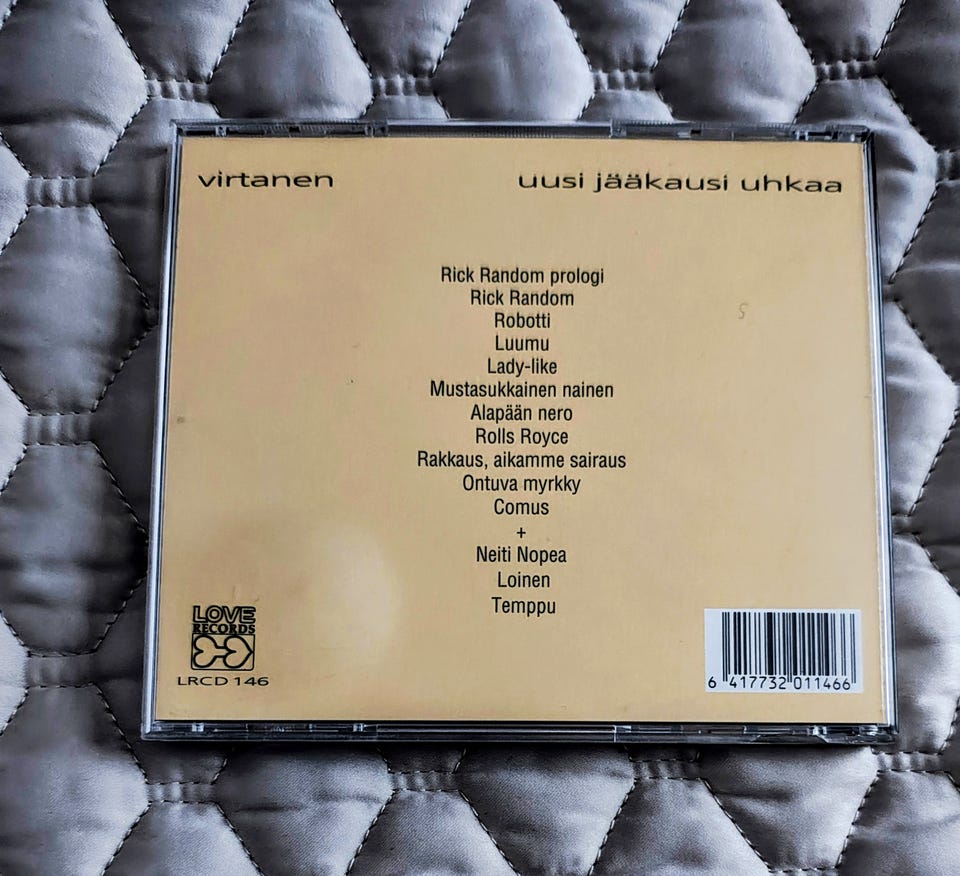 virtanen
uusi jääkausi uhkaa
Rick Random prologi
Rick Random
Robotti
Luumu
Lady-like
Mustasukkainen nainen
Alapään nero
Rolls Royce
Rakkaus, aikamme sairaus
Ontuva myrkky
Comus
+
Neiti Nopea
Loinen
Temppu
LOVE
RECORDS
LRCD 146
6 417732 011466